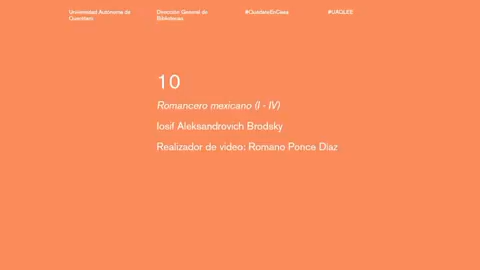 Universidad Autónoma de
Querétaro
Dirección General de
Bibliotecas
#QuedateEnCasa
#UAQLEE
10
Romancero mexicano (I - IV)
Iosif Aleksandrovich Brodsky
Realizador de video: Romano Ponce Díaz